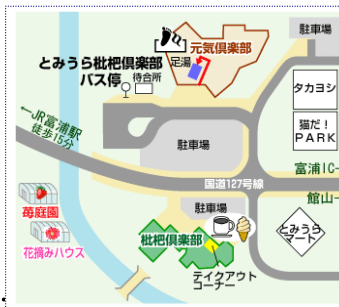 駐車場
元気倶楽部
足湯
とみうら枇杷倶楽部
バス停
待合所
タカヨシ
←JR富浦駅
徒歩15分
猫だ!
PARK
駐車場
富浦IC
国道127号線
館山
苺庭園
駐車場
花摘みハウス
枇杷倶楽部
とみうら
マート
テイクアウト
コーナー